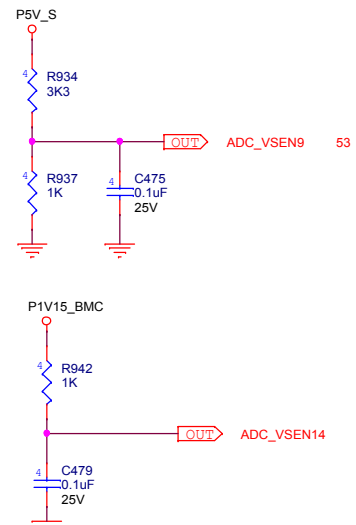 P5V_S
4 R934
3K3
OUT ADC_VSEN9 53
4 R937
1K
4 C475
0.1uF
25V
P1V15_BMC
4 R942
1K
OUT ADC_VSEN14
4 C479
0.1uF
25V